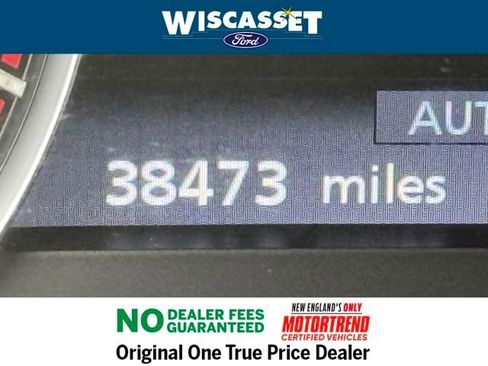 WISCASSET
Ford
AUT
38473 miles
NO DEALER FEES
GUARANTEED
NEW ENGLAND'S ONLY
MOTORTREND
CERTIFIED VEHICLES
Original One True Price Dealer